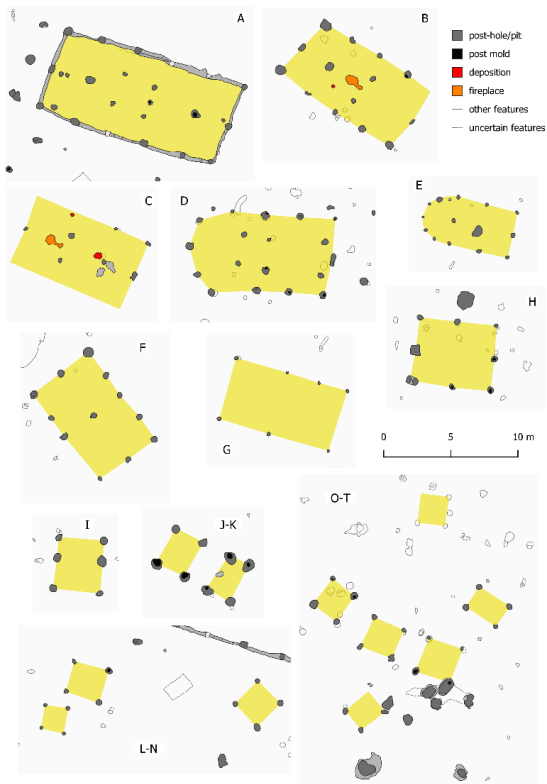 A
B
post-hole/pit
post mold
deposition
fireplace
other features
uncertain features
C
D
E
F
G
H
0 5 10 m
I
J-K
O-T
L-N